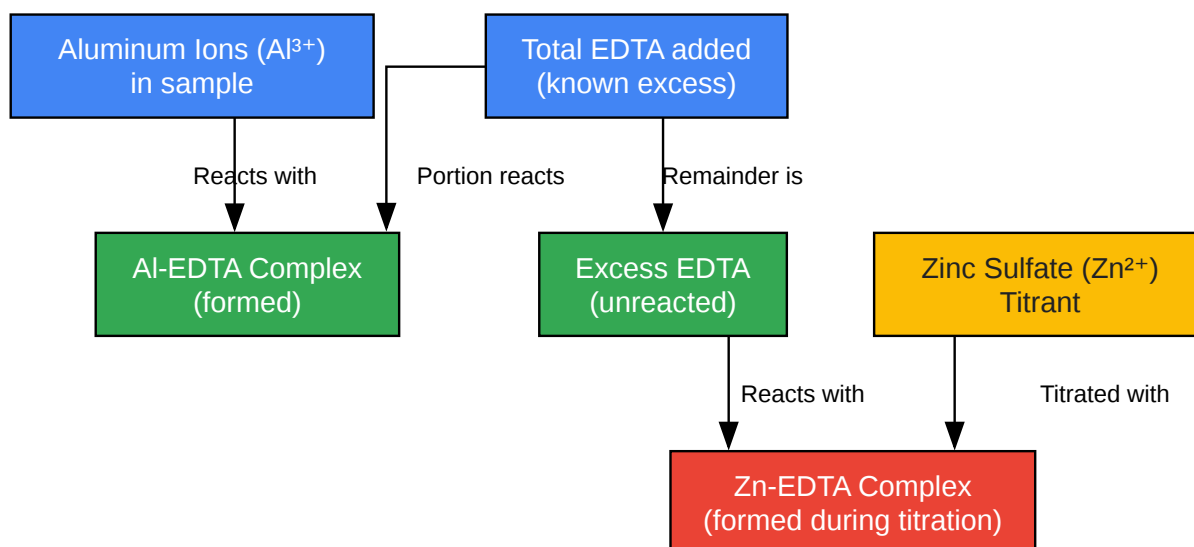 Aluminum Ions (Al³⁺)
in sample
Total EDTA added
(known excess)
Reacts with
Portion reacts
Remainder is
Al-EDTA Complex
(formed)
Excess EDTA
(unreacted)
Zinc Sulfate (Zn²⁺)
Titrant
Reacts with
Titrated with
Zn-EDTA Complex
(formed during titration)